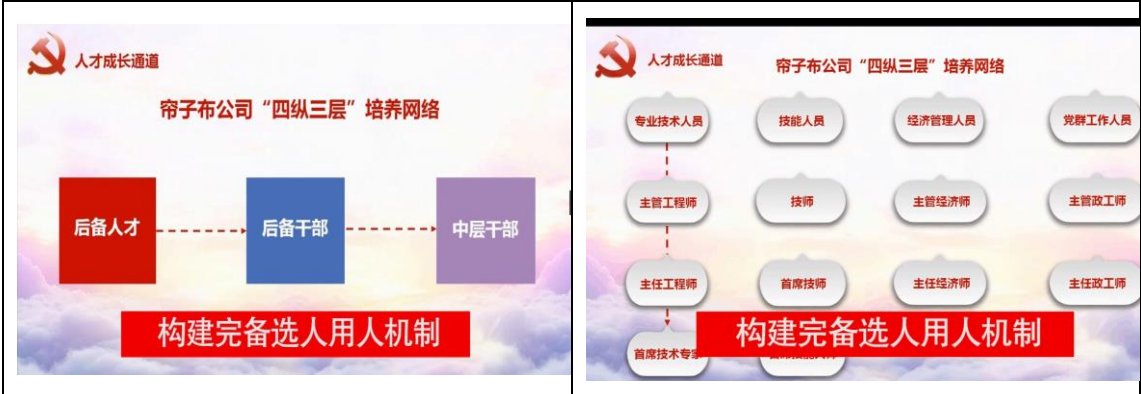 人才成长通道
帘子布公司“四纵三层”培养网络
后备人才 后备干部 中层干部
构建完备选人用人机制
人才成长通道
帘子布公司“四纵三层”培养网络
专业技术人员 技能人员 经济管理人员 党群工作人员
主管工程师 技师 主管经济师 主管政工师
主任工程师 首席技师 主任经济师 主任政工师
构建完备选人用人机制
首席技术专